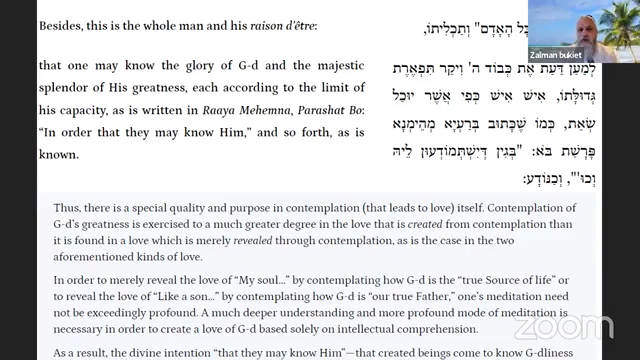 Besides, this is the whole man and his raison d'être:
that one may know the glory of G-d and the majestic
splendor of His greatness, each according to the limit of
his capacity, as is written in Raaya Mehemna, Parashat Bo:
"In order that they may know Him," and so forth, as is
known.
כָּל הָאָדָם" וְתַכְלִיתוֹ,
לְמַעַן דַּעַת אֶת כְּבוֹד ה' וִיקַר תִּפְאֶרֶת
גְּדוּלָּתוֹ, אִישׁ אִישׁ כְּפִי אֲשֶׁר יוּכַל
שְׂאֵת, כְּמוֹ שֶׁכָּתוּב בְּרַעְיָא מְהֵימְנָא
פָּרָשַׁת בֹּא: "בְּגִין דְּיִשְׁתְּמוֹדְעוּן לֵיהּ
וְכוּ'", וְכַנּוֹדָע:
Thus, there is a special quality and purpose in contemplation (that leads to love) itself. Contemplation of
G-d's greatness is exercised to a much greater degree in the love that is created from contemplation than
it is found in a love which is merely revealed through contemplation, as is the case in the two
aforementioned kinds of love.
In order to merely reveal the love of "My soul..." by contemplating how G-d is the "true Source of life" or
to reveal the love of "Like a son..." by contemplating how G-d is "our true Father," one's meditation need
not be exceedingly profound. A much deeper understanding and more profound mode of meditation is
necessary in order to create a love of G-d based solely on intellectual comprehension.
As a result, the divine intention "that they may know Him"—that created beings come to know G-dliness
Zalman bukiet
zoom